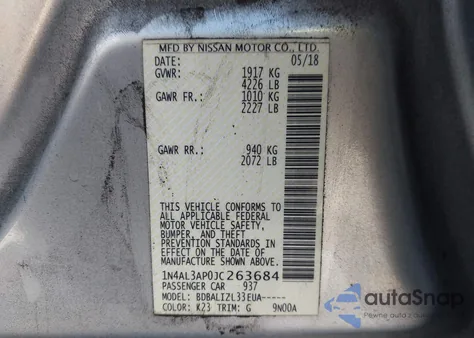 MFD BY NISSAN MOTOR CO., LTD.
DATE: 05/18
GVWR: 1917 KG
4226 LB
GAWR FR.: 1010 KG
2227 LB
GAWR RR.: 940 KG
2072 LB
THIS VEHICLE CONFORMS TO
ALL APPLICABLE FEDERAL
MOTOR VEHICLE SAFETY,
BUMPER, AND THEFT
PREVENTION STANDARDS IN
EFFECT ON THE DATE OF
MANUFACTURE SHOWN ABOVE.
1N4AL3AP0JC263684
PASSENGER CAR 937
MODEL: BDBALIZL33EUA-----
COLOR: K23 TRIM: G 9N00A
autoSnap
Pewne auto z USA